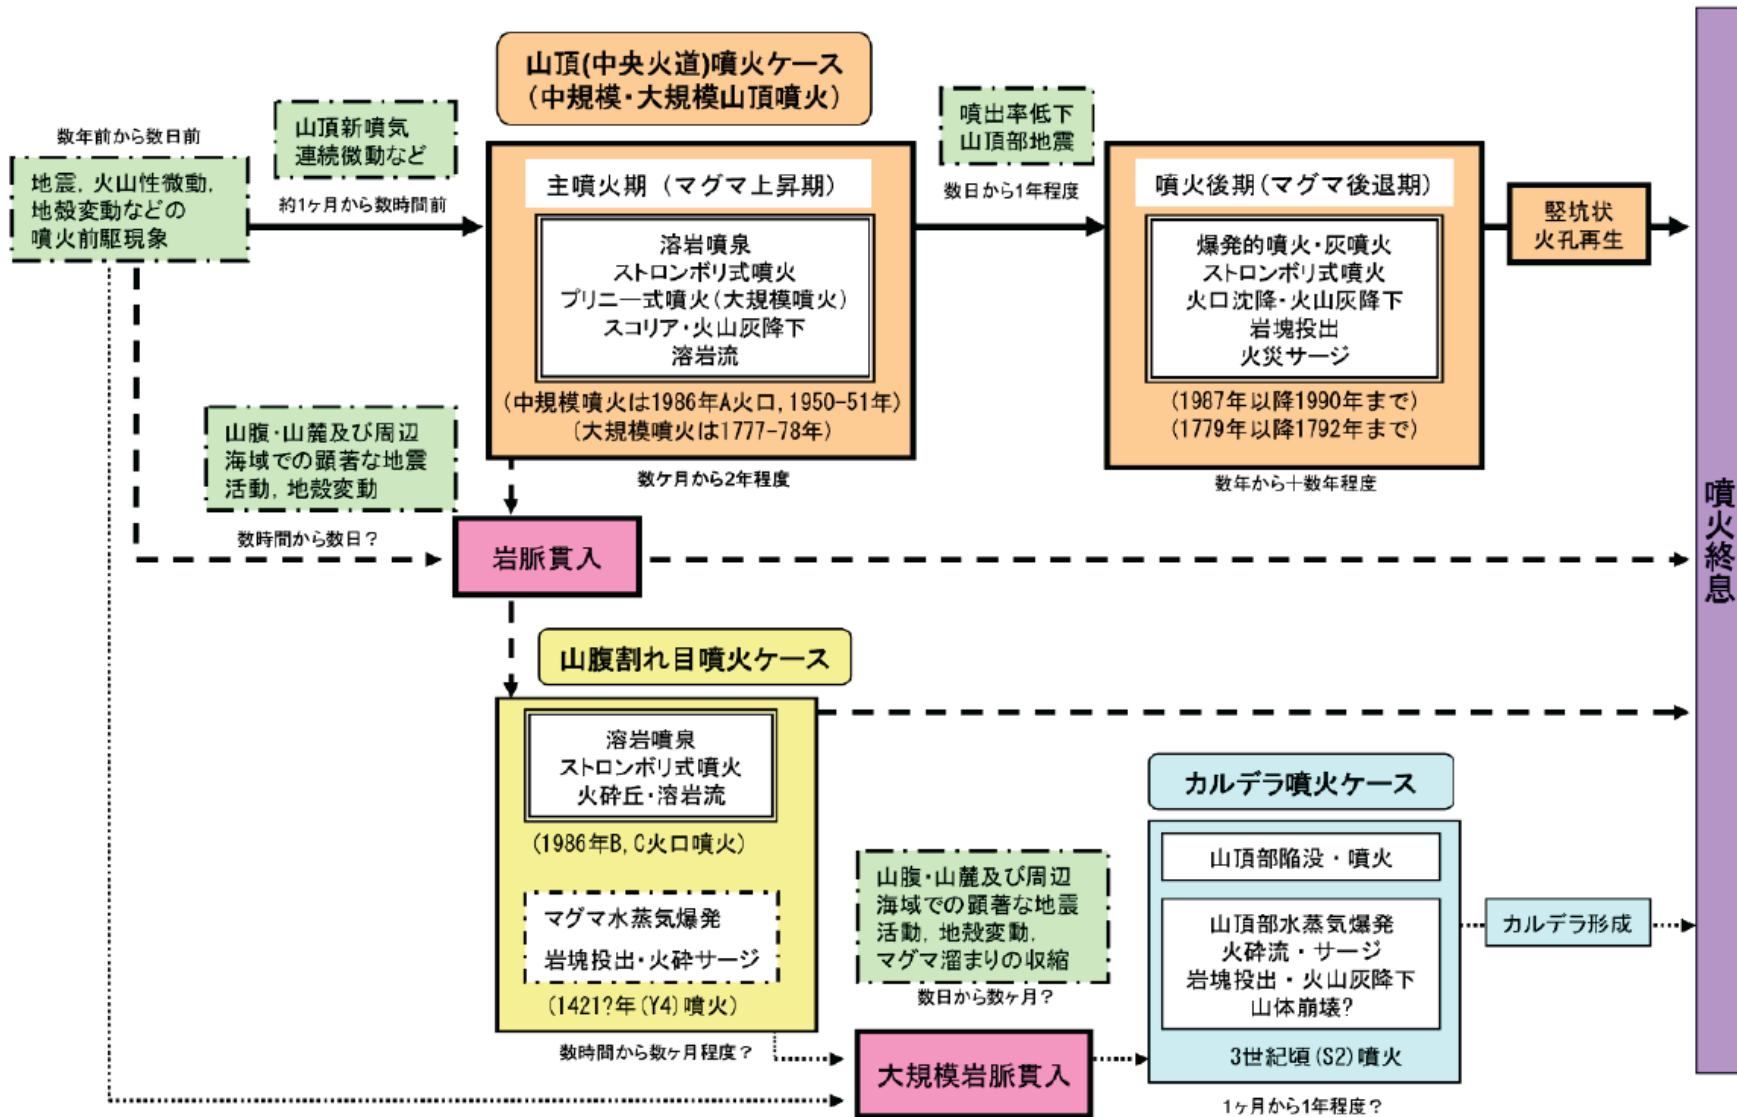 山頂(中央火道)噴火ケース
(中規模・大規模山頂噴火)
数年前から数日前
地震, 火山性微動,
地殻変動などの
噴火前駆現象
山頂新噴気
連続微動など
約1ヶ月から数時間前
主噴火期 (マグマ上昇期)
溶岩噴泉
ストロンボリ式噴火
プリニー式噴火(大規模噴火)
スコリア・火山灰降下
溶岩流
(中規模噴火は1986年A火口, 1950-51年)
(大規模噴火は1777-78年)
数ケ月から2年程度
噴出率低下
山頂部地震
数日から1年程度
噴火後期(マグマ後退期)
爆発的噴火・灰噴火
ストロンボリ式噴火
火口沈降・火山灰降下
岩塊投出
火災サージ
(1987年以降1990年まで)
(1779年以降1792年まで)
数年から十数年程度
竪坑状
火孔再生
噴火終息
山腹・山麓及び周辺
海域での顕著な地震
活動, 地殻変動
数時間から数日?
岩脈貫入
山腹割れ目噴火ケース
溶岩噴泉
ストロンボリ式噴火
火砕丘・溶岩流
(1986年B, C火口噴火)
マグマ水蒸気爆発
岩塊投出・火砕サージ
(1421?年(Y4)噴火)
数時間から数ヶ月程度?
山腹・山麓及び周辺
海域での顕著な地震
活動, 地殻変動,
マグマ溜まりの収縮
数日から数ヶ月?
大規模岩脈貫入
カルデラ噴火ケース
山頂部陥没・噴火
山頂部水蒸気爆発
火砕流・サージ
岩塊投出・火山灰降下
山体崩壊?
3世紀頃(S2)噴火
1ヶ月から1年程度?
カルデラ形成